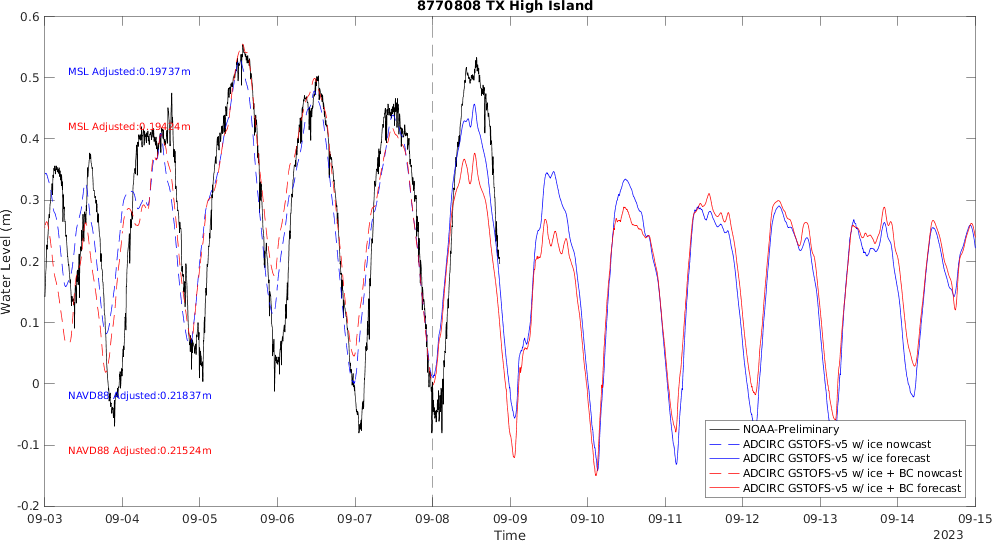 8770808 TX High Island
0.6
0.5
0.4
0.3
0.2
0.1
0
-0.1
-0.2
Water Level (m)
MSL Adjusted:0.19737m
MSL Adjusted:0.19424m
NAVD88 Adjusted:0.21837m
NAVD88 Adjusted:0.21524m
NOAA-Preliminary
ADCIRC GSTOFS-v5 w/ ice nowcast
ADCIRC GSTOFS-v5 w/ ice forecast
ADCIRC GSTOFS-v5 w/ ice + BC nowcast
ADCIRC GSTOFS-v5 w/ ice + BC forecast
09-03 09-04 09-05 09-06 09-07 09-08 09-09 09-10 09-11 09-12 09-13 09-14 09-15
Time
2023